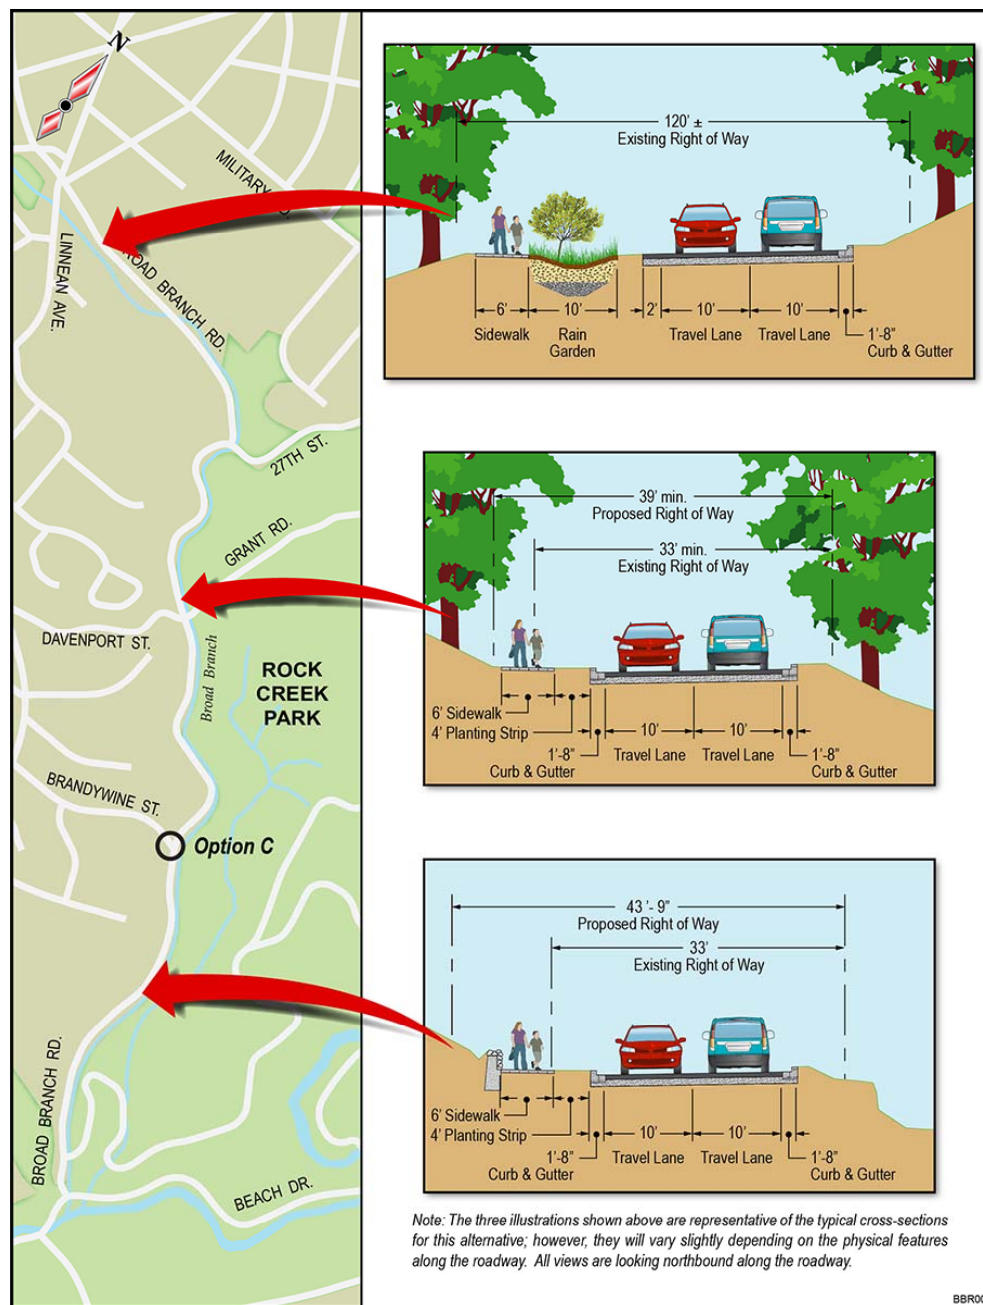 N
MILITARY
LINNEAN AVE.
BROAD BRANCH RD.
27TH ST.
GRANT RD.
DAVENPORT ST.
Broad Branch
ROCK
CREEK
PARK
BRANDYWINE ST.
Option C
BROAD BRANCH RD.
BEACH DR.
120' ±
Existing Right of Way
6'
10'
2'
10'
10'
Sidewalk
Rain
Garden
Travel Lane
Travel Lane
1'-8"
Curb & Gutter
39' min.
Proposed Right of Way
33' min.
Existing Right of Way
6' Sidewalk
4' Planting Strip
10'
10'
1'-8"
Curb & Gutter
Travel Lane
Travel Lane
1'-8"
Curb & Gutter
43 '- 9"
Proposed Right of Way
33'
Existing Right of Way
6' Sidewalk
4' Planting Strip
10'
10'
1'-8"
Curb & Gutter
Travel Lane
Travel Lane
1'-8"
Curb & Gutter
Note: The three illustrations shown above are representative of the typical cross-sections
for this alternative; however, they will vary slightly depending on the physical features
along the roadway. All views are looking northbound along the roadway.
BBR00